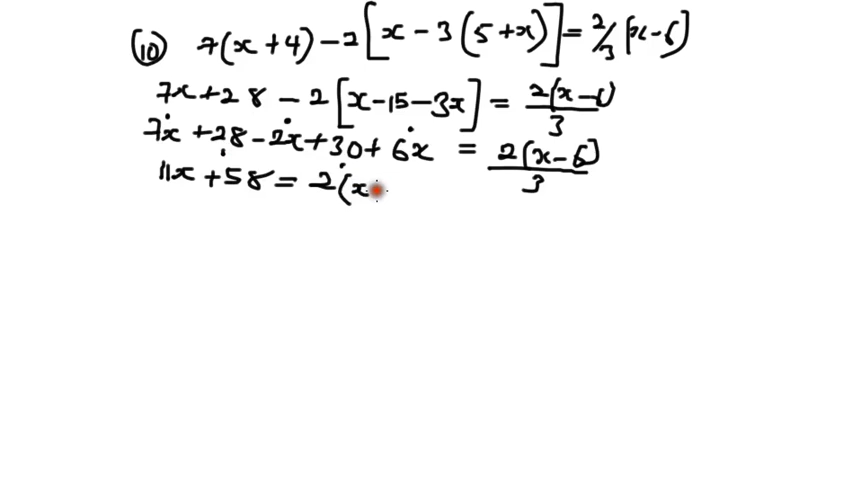 (10) 7(x+4) - 2[x - 3(5+x)] = 2/3(x-6)
7x+28 - 2[x-15-3x] = 2(x-6)/3
7x+28-2x+30+6x = 2(x-6)/3
11x+58 = 2(x